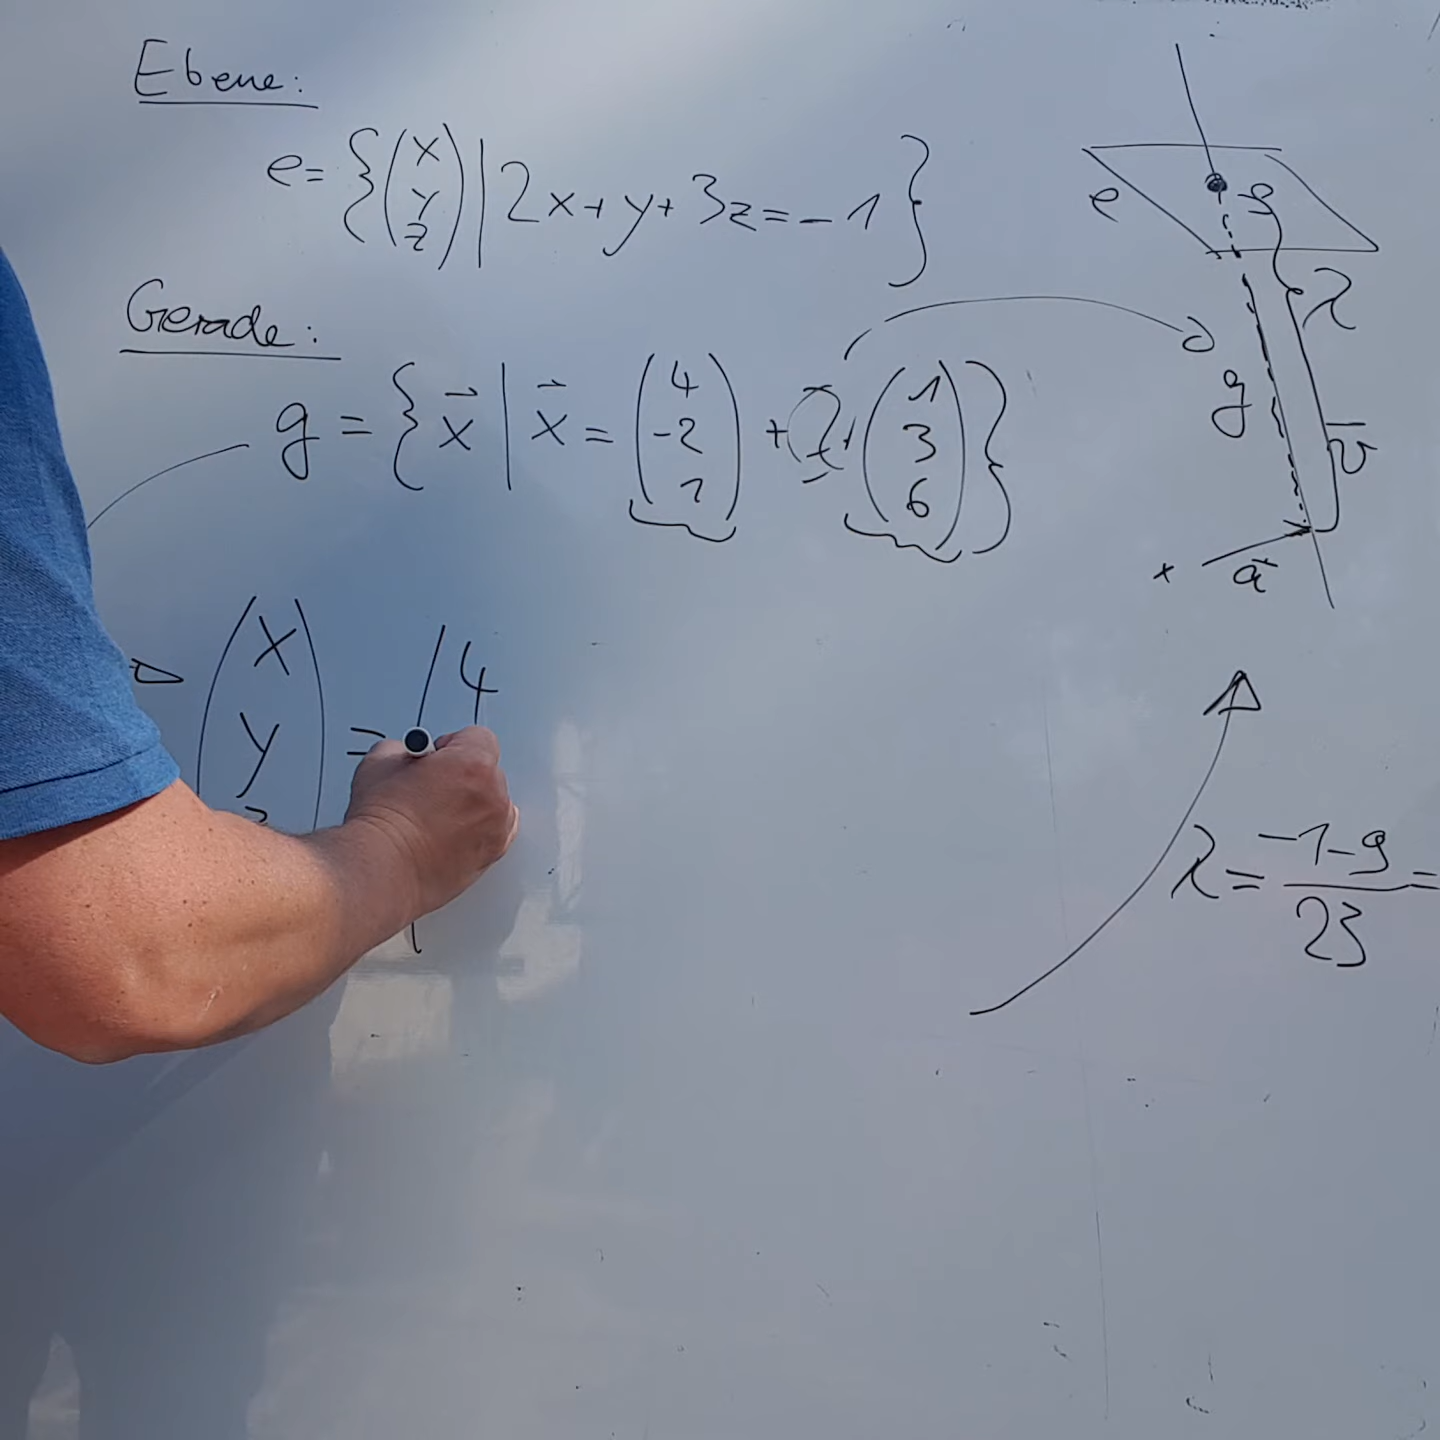 Ebene:
e = { ( x y z ) | 2x + y + 3z = -1 }
Gerade:
g = { x⃗ | x⃗ = ( 4 -2 1 ) + λ · ( 1 3 6 ) }
( x y z ) = ( 4
e
S
λ
g
v⃗
a⃗
λ = (-1-9)/23 =